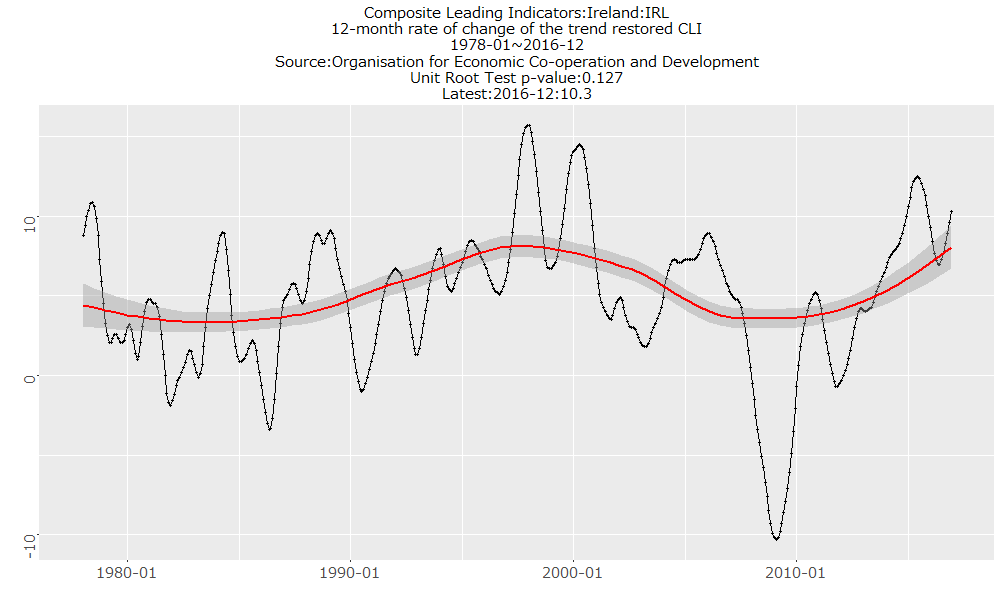 Composite Leading Indicators:Ireland:IRL
12-month rate of change of the trend restored CLI
1978-01~2016-12
Source:Organisation for Economic Co-operation and Development
Unit Root Test p-value:0.127
Latest:2016-12:10.3
10
0
-10
1980-01
1990-01
2000-01
2010-01